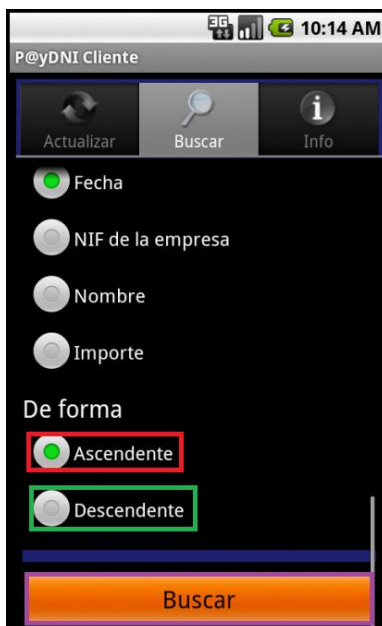 3G 10:14 AM
P@yDNI Cliente
Actualizar Buscar Info
Fecha
NIF de la empresa
Nombre
Importe
De forma
Ascendente
Descendente
Buscar